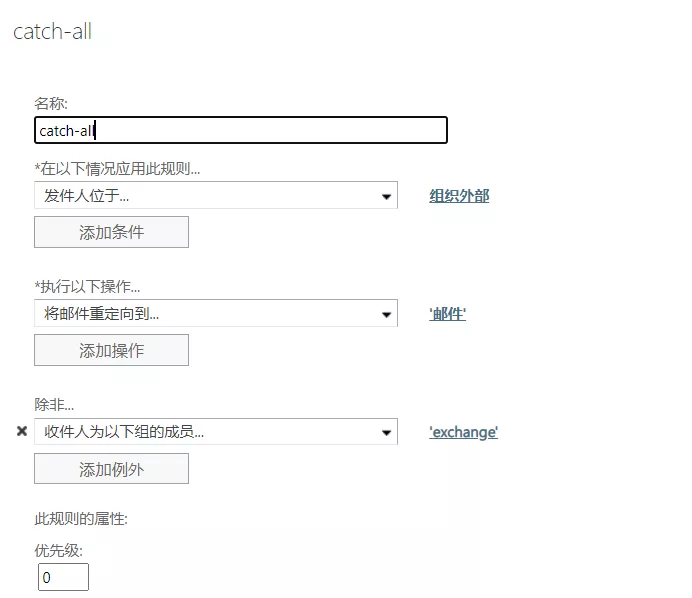 catch-all
名称:
catch-all
*在以下情况应用此规则...
发件人位于... 组织外部
添加条件
*执行以下操作...
将邮件重定向到... '邮件'
添加操作
除非...
收件人为以下组的成员... 'exchange'
添加例外
此规则的属性:
优先级:
0